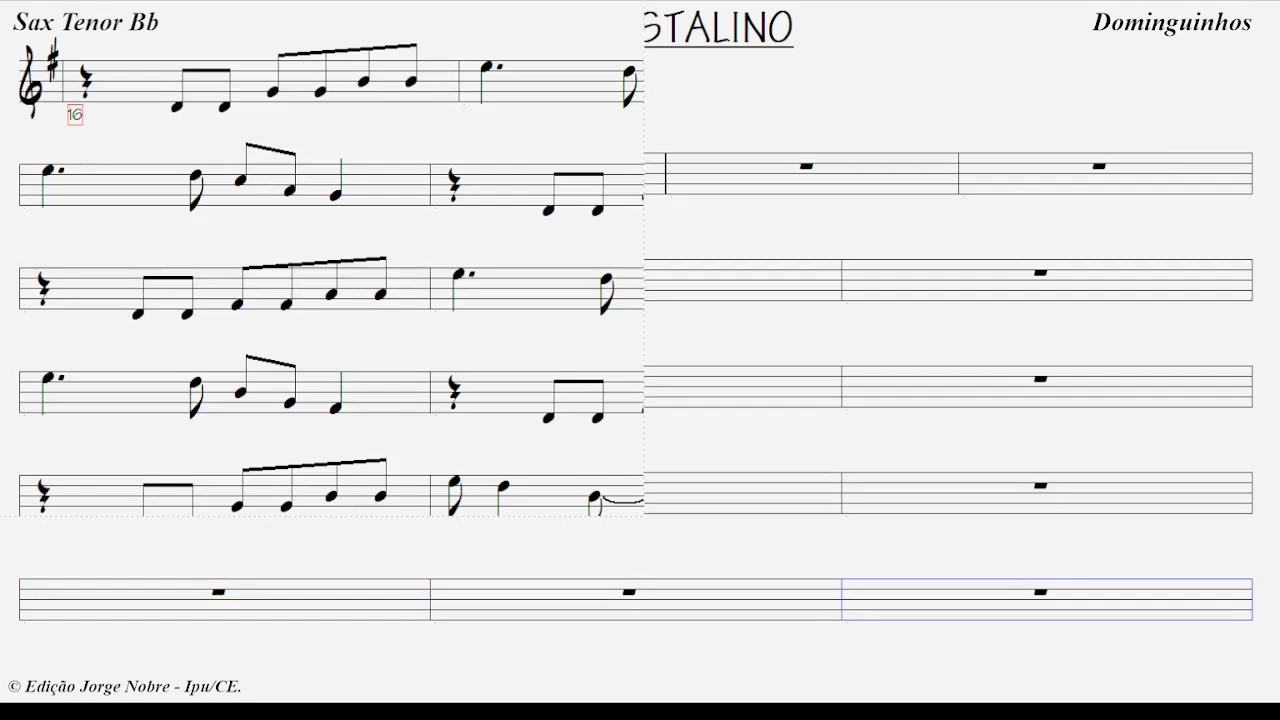 Sax Tenor Bb
STALINO
Dominguinhos
16
© Edição Jorge Nobre - Ipu/CE.